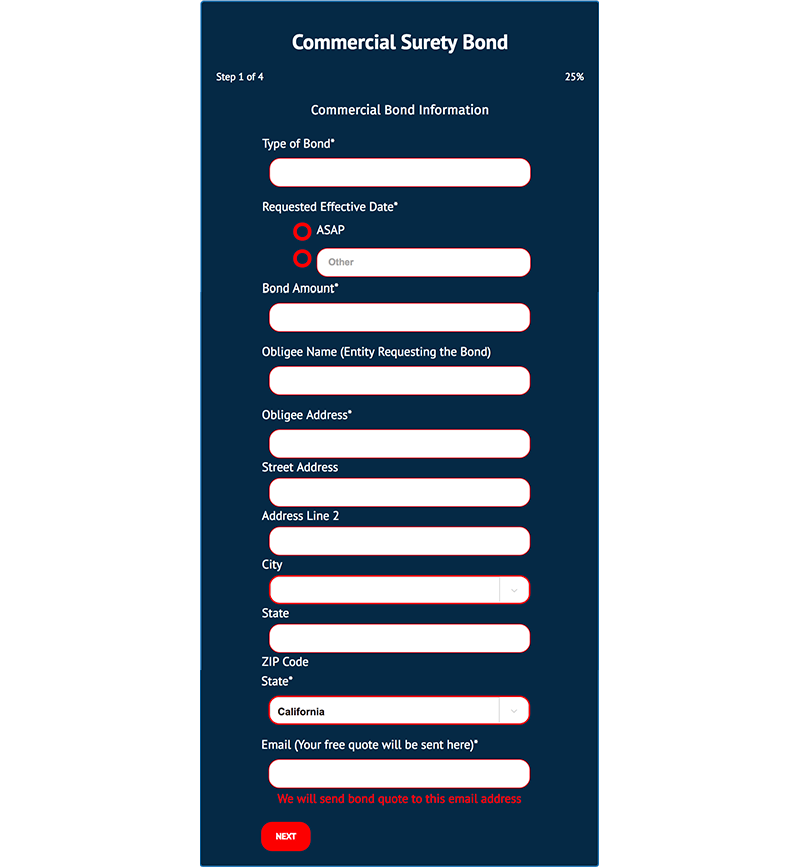 Commercial Surety Bond
Step 1 of 4 25%
Commercial Bond Information
Type of Bond*
Requested Effective Date*
ASAP
Other
Bond Amount*
Obligee Name (Entity Requesting the Bond)
Obligee Address*
Street Address
Address Line 2
City
State
ZIP Code
State*
California
Email (Your free quote will be sent here)*
We will send bond quote to this email address
NEXT